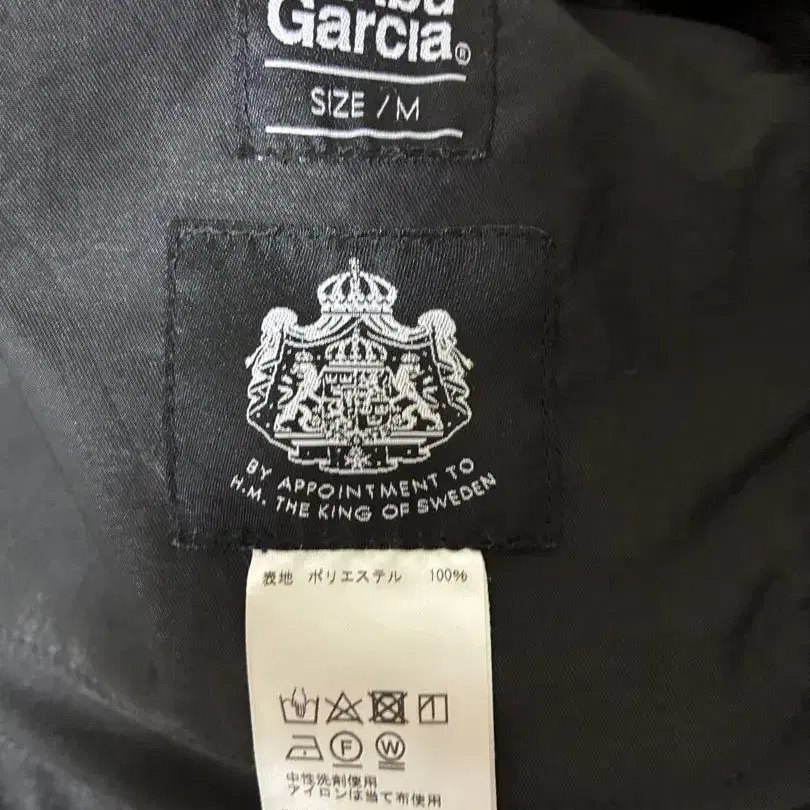 Garcia®
SIZE / M
BY APPOINTMENT TO
H.M. THE KING OF SWEDEN
表地 ポリエステル 100%
F W
中性洗剤使用
アイロンは当て布使用